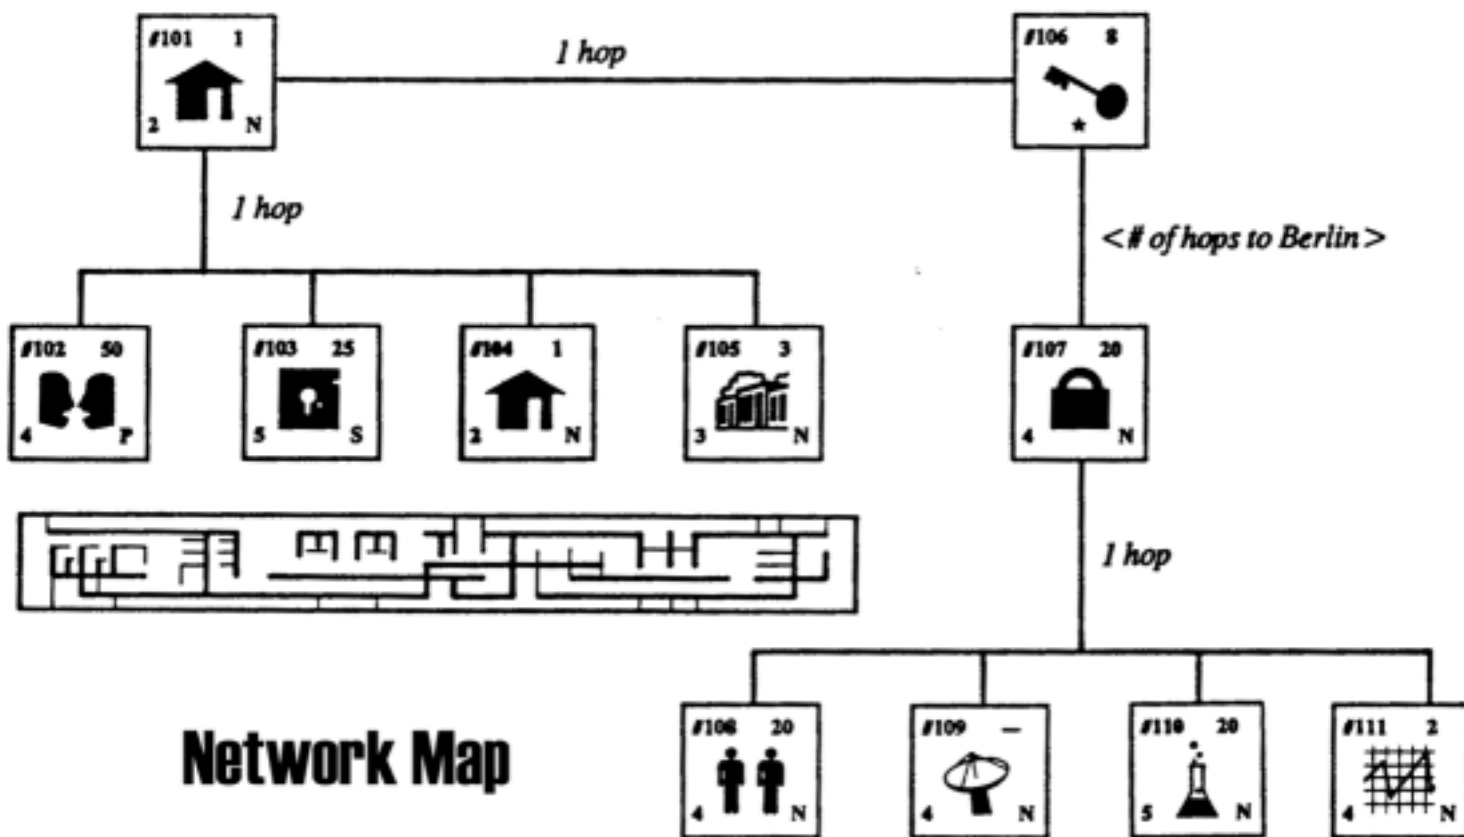 #101 1
2 N
1 hop
#106 8
★
1 hop
<# of hops to Berlin>
#102 50
4 P
#103 25
5 S
#104 1
2 N
#105 3
3 N
#107 20
4 N
1 hop
#108 20
4 N
#109 —
4 N
#110 20
5 N
#111 2
4 N
Network Map